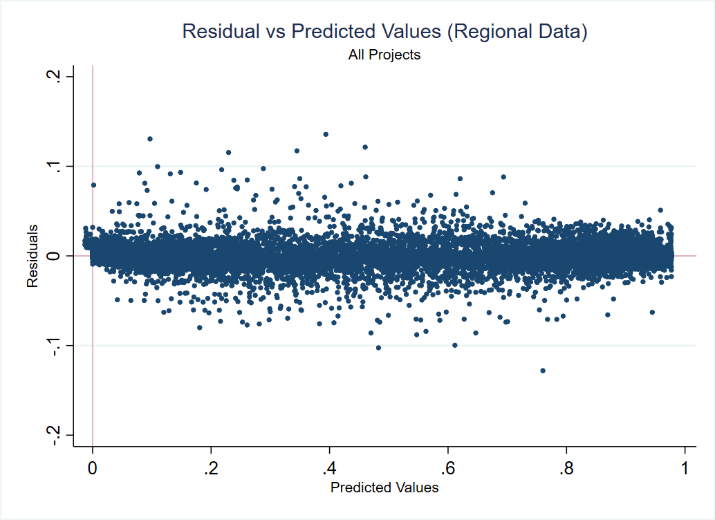 Residual vs Predicted Values (Regional Data)
All Projects
.2
.1
0
-.1
-.2
Residuals
0
.2
.4
.6
.8
1
Predicted Values